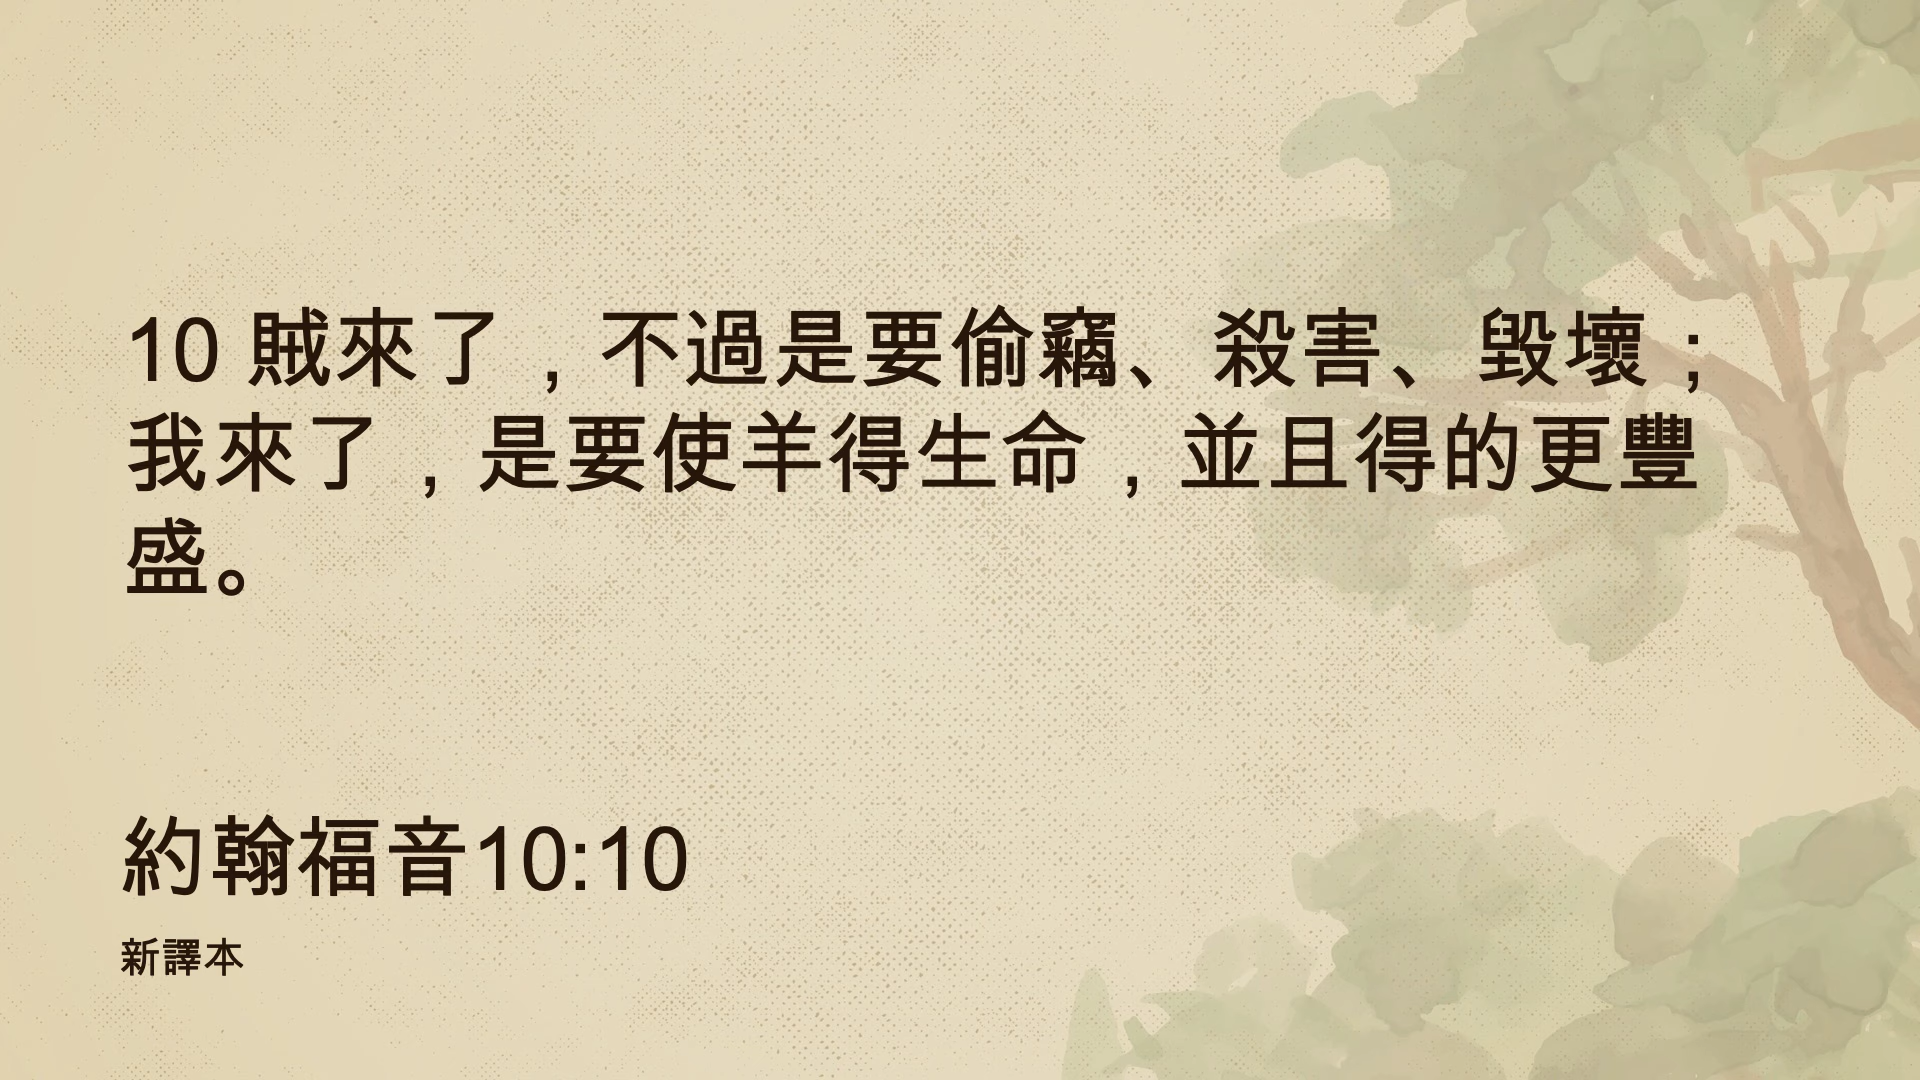 10 賊來了，不過是要偷竊、殺害、毀壞；
我來了，是要使羊得生命，並且得的更豐
盛。
約翰福音10:10
新譯本